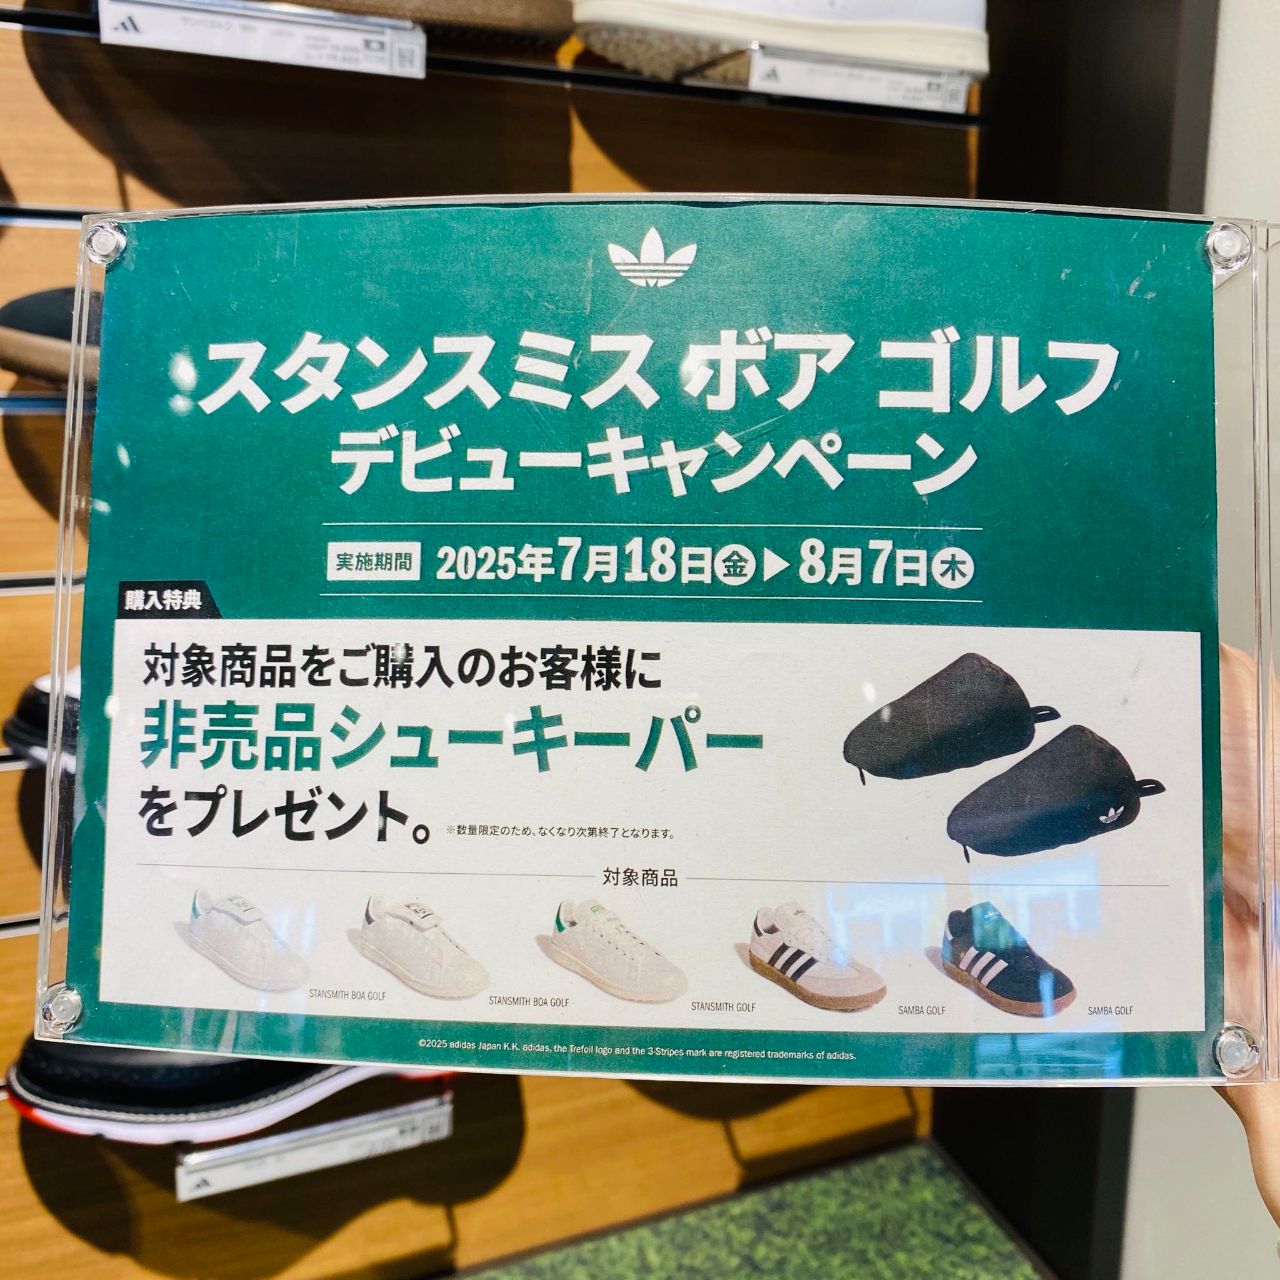 スタンスミス ボア ゴルフ
デビューキャンペーン
実施期間 2025年7月18日金▶8月7日木
購入特典
対象商品をご購入のお客様に
非売品シューキーパー
をプレゼント。 ※数量限定のため、なくなり次第終了となります。
対象商品
STANSMITH BOA GOLF
STANSMITH BOA GOLF
STANSMITH GOLF
SAMBA GOLF
SAMBA GOLF
©2025 adidas Japan K.K. adidas, the Trefoil logo and the 3-Stripes mark are registered trademarks of adidas.